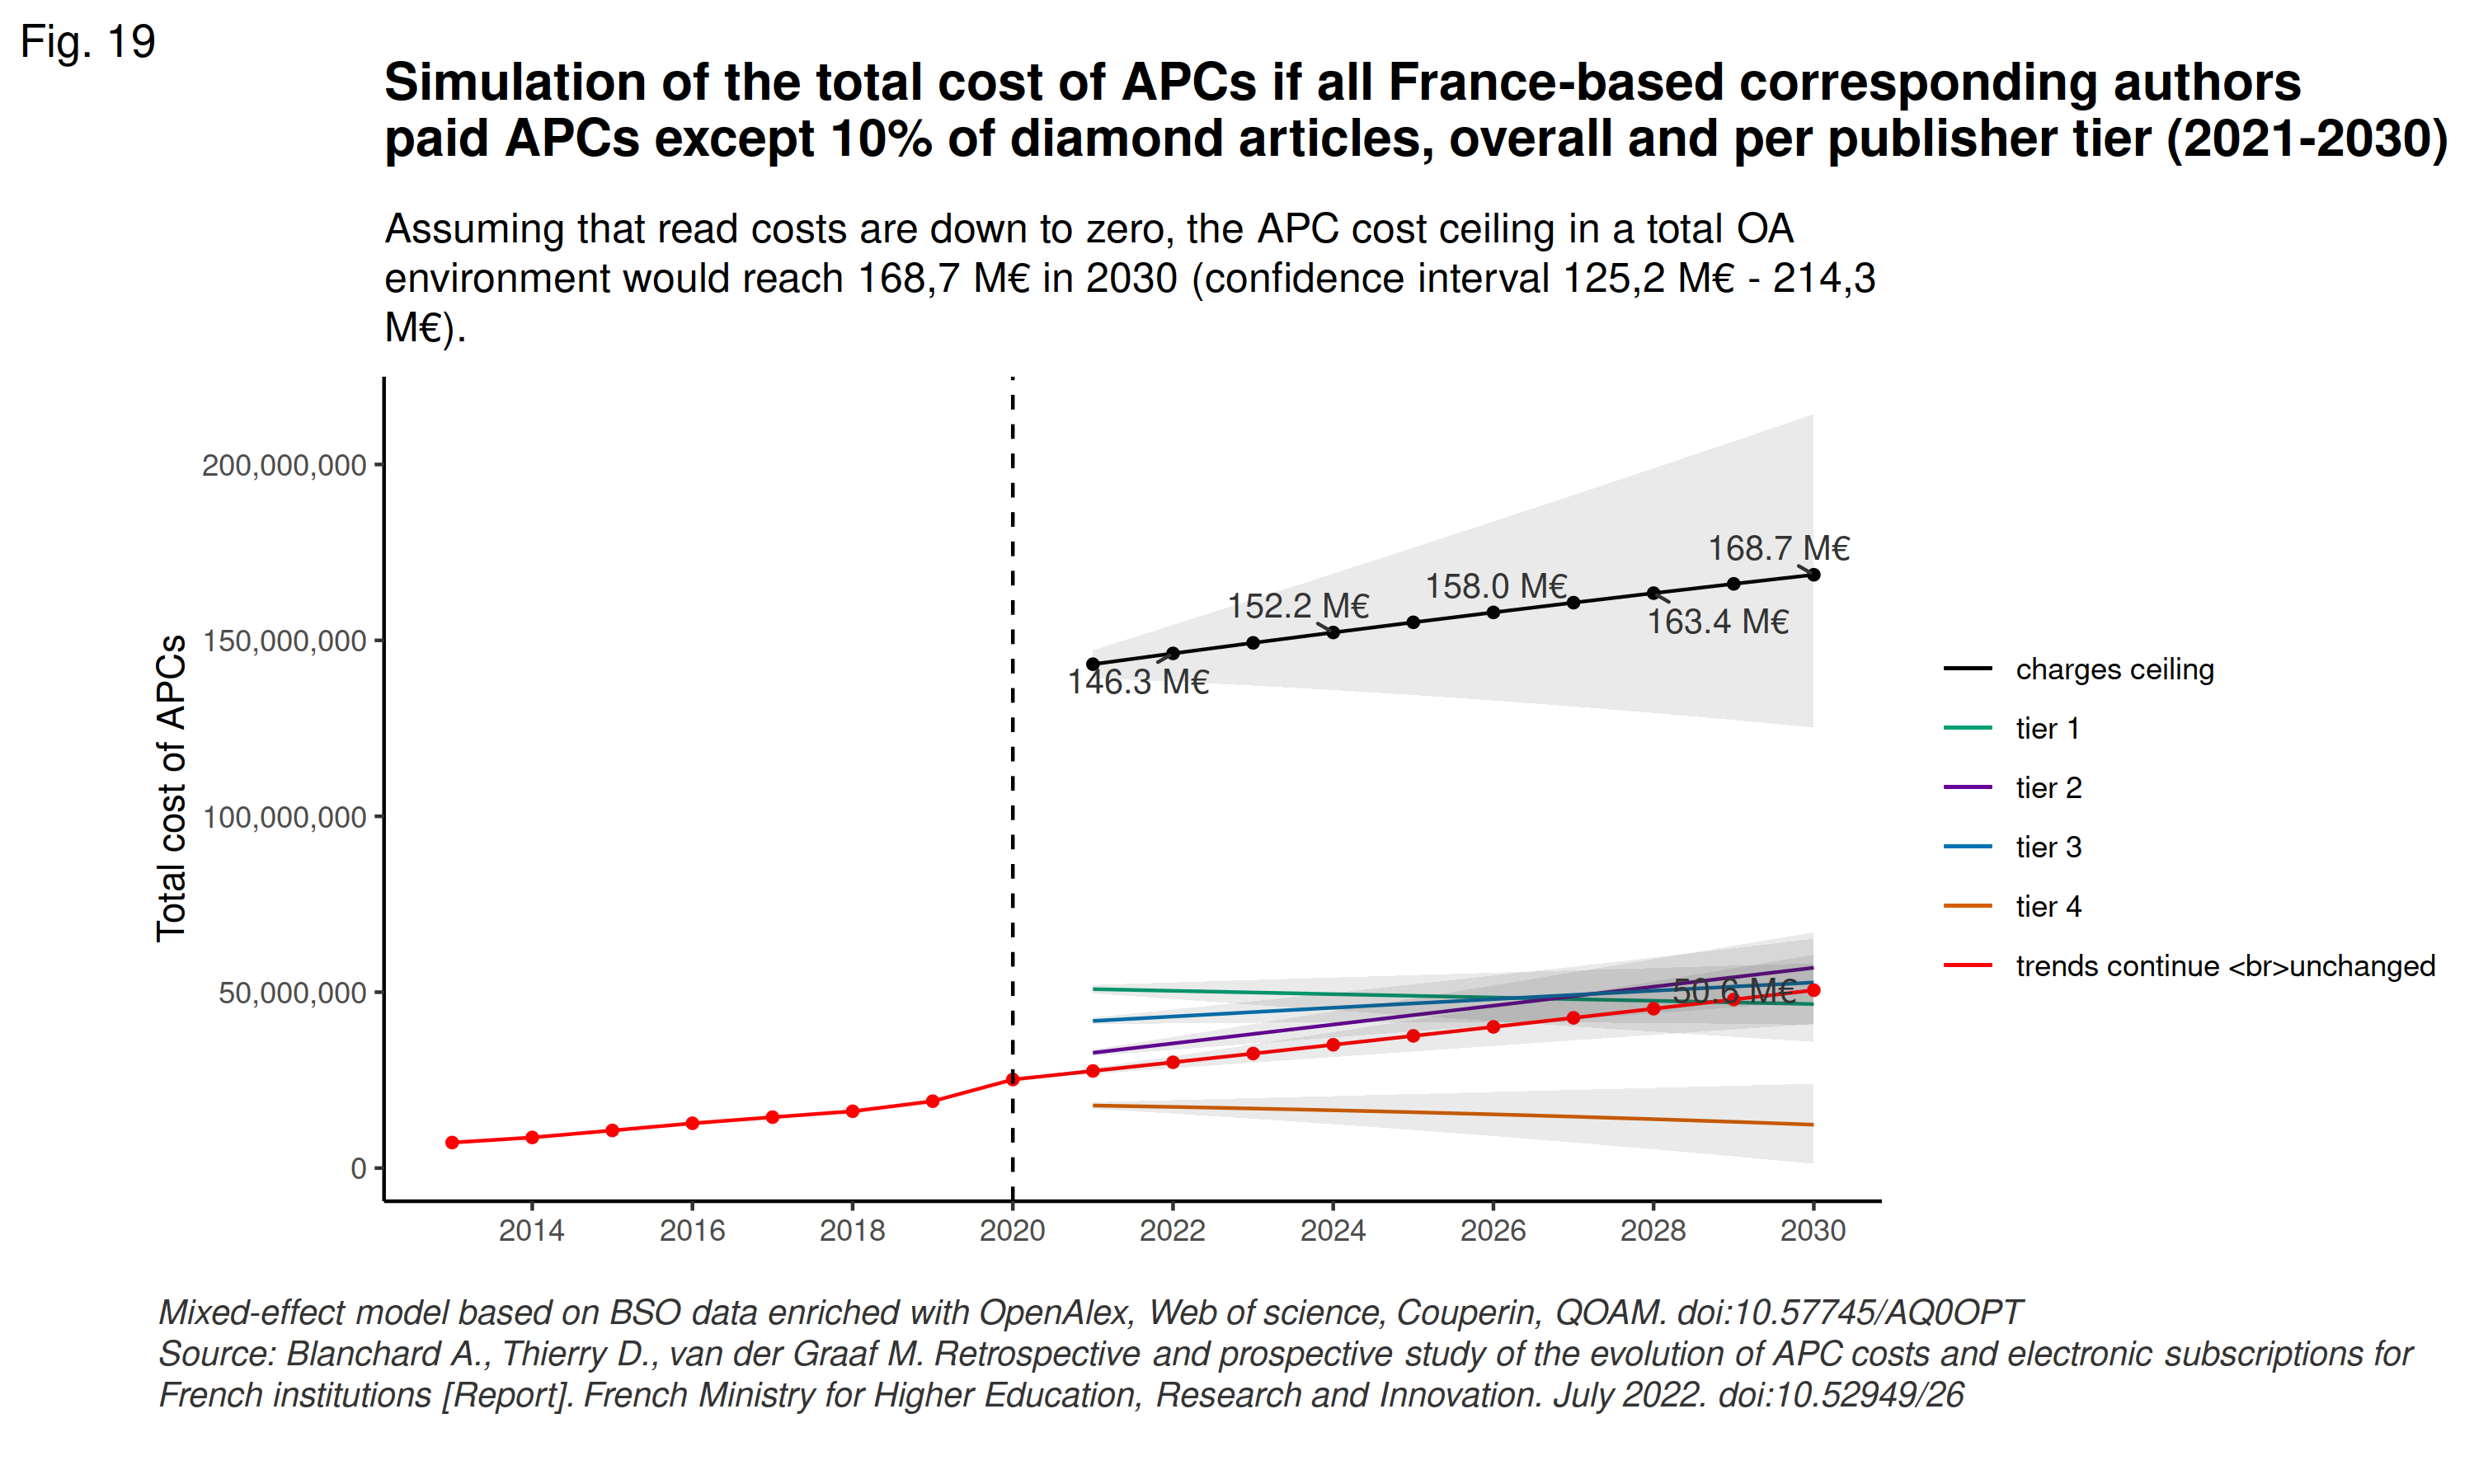 Fig. 19
Simulation of the total cost of APCs if all France-based corresponding authors
paid APCs except 10% of diamond articles, overall and per publisher tier (2021-2030)
Assuming that read costs are down to zero, the APC cost ceiling in a total OA
environment would reach 168,7 M€ in 2030 (confidence interval 125,2 M€ - 214,3
M€).
Total cost of APCs
200,000,000
150,000,000
100,000,000
50,000,000
0
146.3 M€
152.2 M€
158.0 M€
163.4 M€
168.7 M€
50.6 M€
2014
2016
2018
2020
2022
2024
2026
2028
2030
charges ceiling
tier 1
tier 2
tier 3
tier 4
trends continue <br>unchanged
Mixed-effect model based on BSO data enriched with OpenAlex, Web of science, Couperin, QOAM. doi:10.57745/AQ0OPT
Source: Blanchard A., Thierry D., van der Graaf M. Retrospective and prospective study of the evolution of APC costs and electronic subscriptions for
French institutions [Report]. French Ministry for Higher Education, Research and Innovation. July 2022. doi:10.52949/26